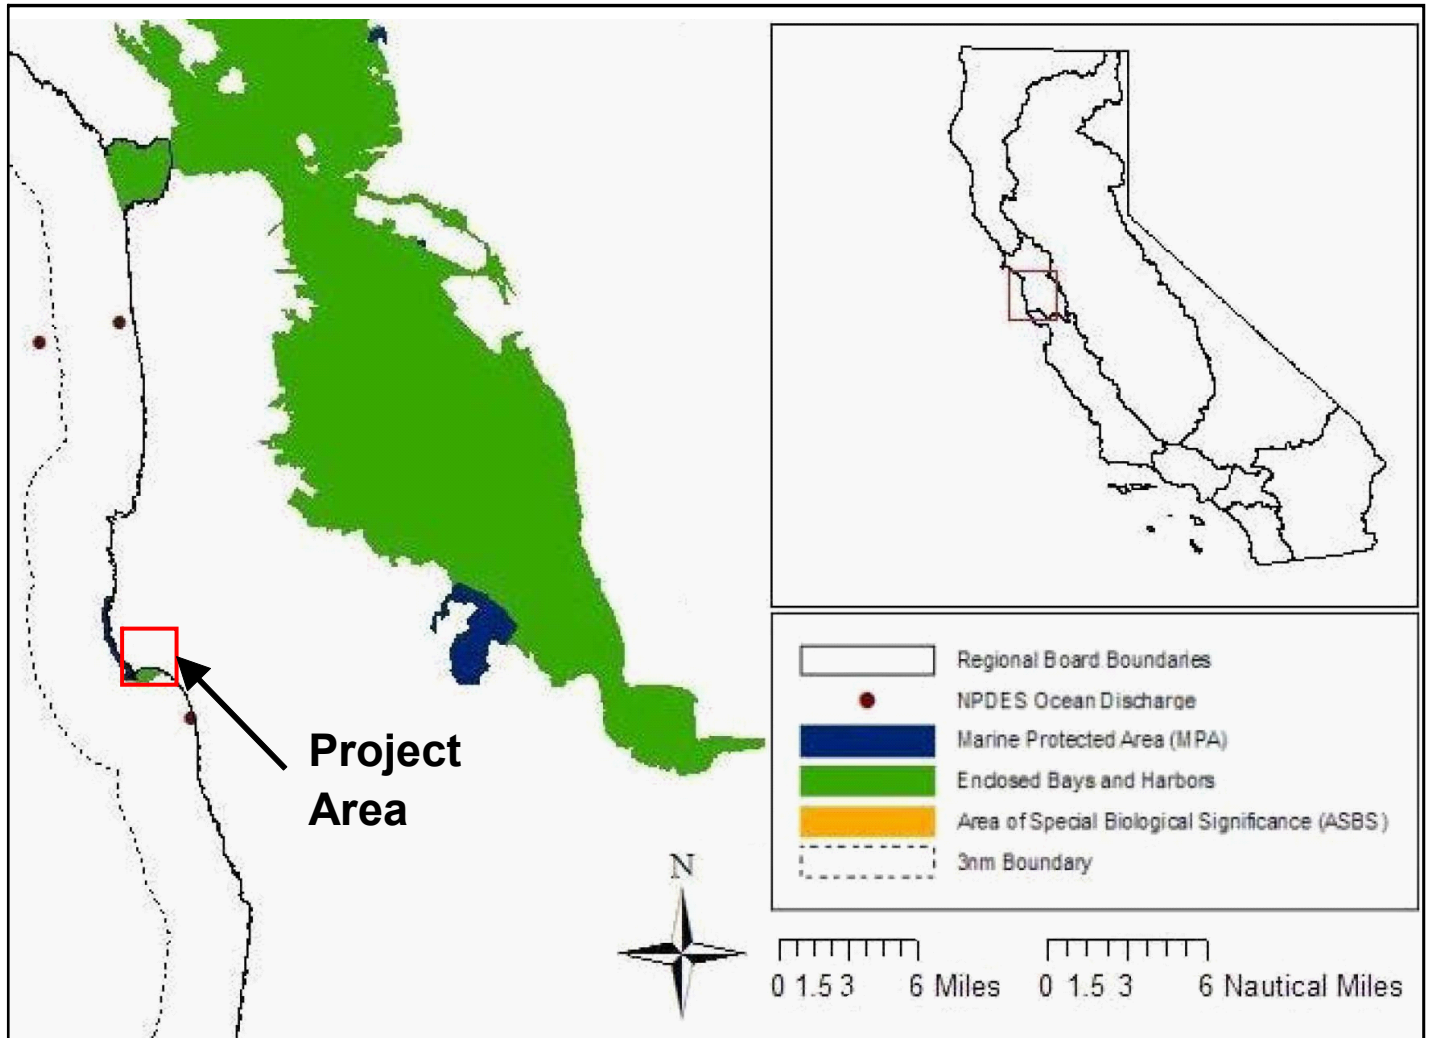 Project
Area
N
Regional Board Boundaries
NPDES Ocean Discharge
Marine Protected Area (MPA)
Enclosed Bays and Harbors
Area of Special Biological Significance (ASBS)
3nm Boundary
0 1.5 3 6 Miles
0 1.5 3 6 Nautical Miles